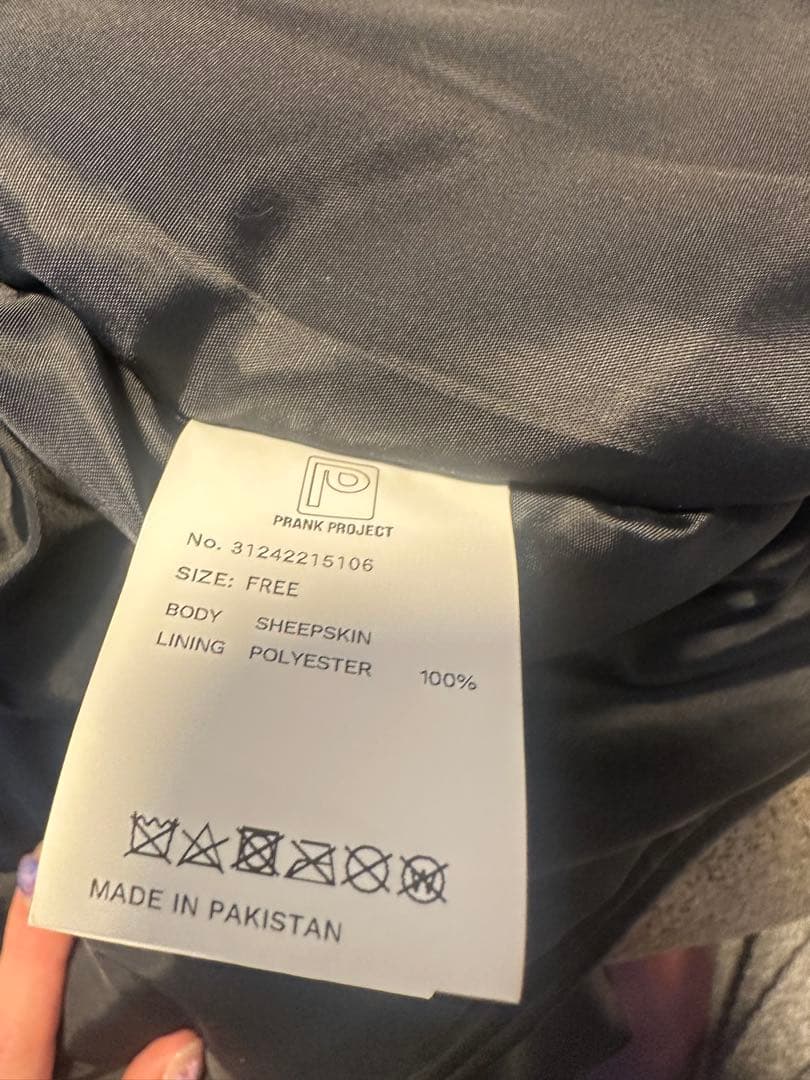 PRANK PROJECT
No. 31242215106
SIZE: FREE
BODY SHEEPSKIN
LINING POLYESTER 100%
MADE IN PAKISTAN